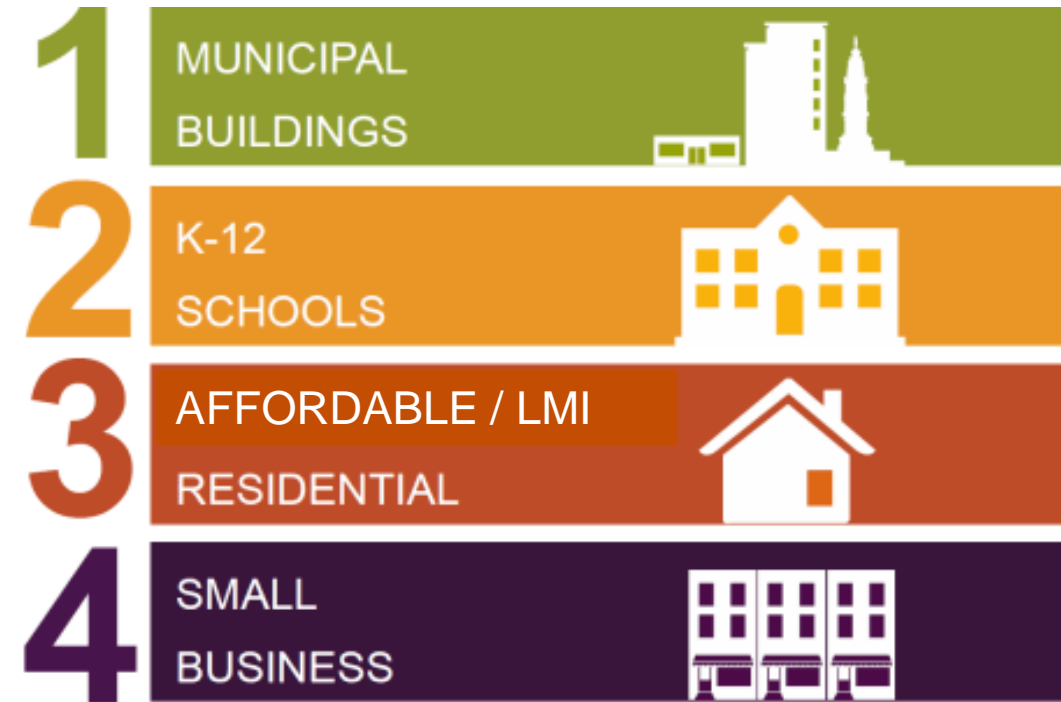 1
MUNICIPAL
BUILDINGS
2
K-12
SCHOOLS
3
AFFORDABLE / LMI
RESIDENTIAL
4
SMALL
BUSINESS